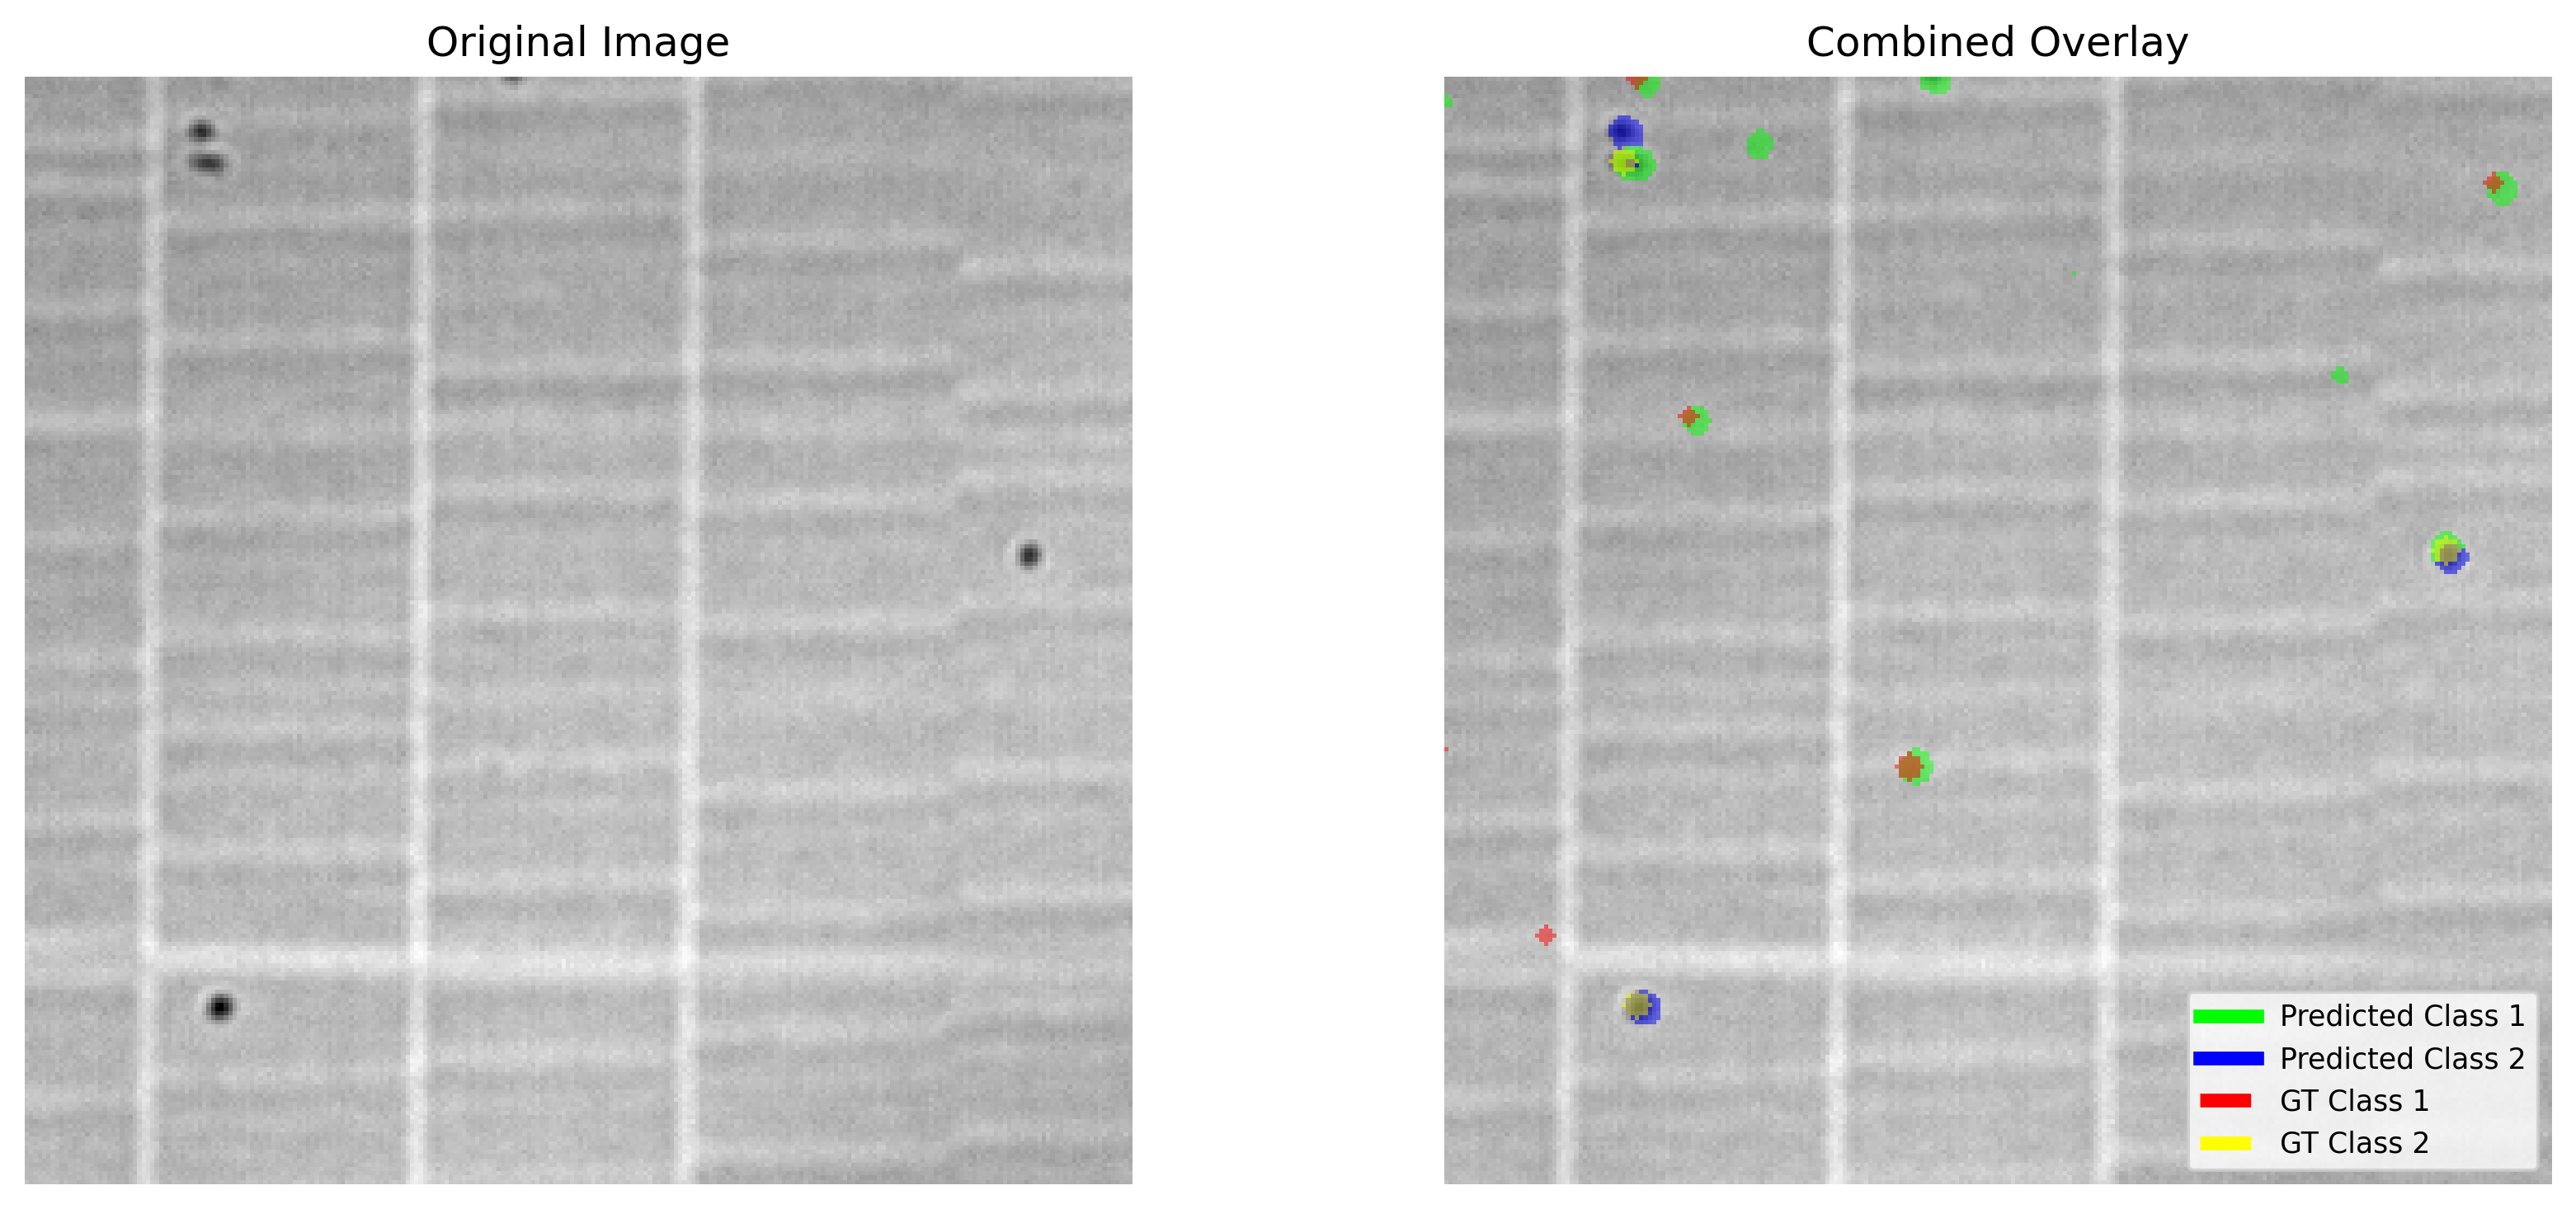 Original Image
Combined Overlay
Predicted Class 1
Predicted Class 2
GT Class 1
GT Class 2